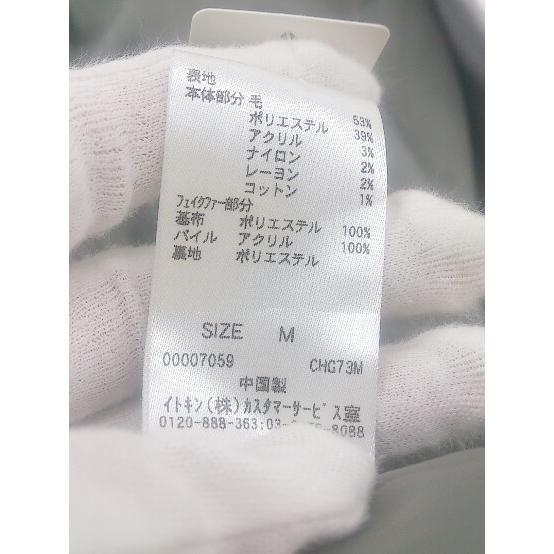 表地
本体部分 毛 53%
ポリエステル 39%
アクリル 3%
ナイロン 2%
レーヨン 2%
コットン 1%
フェイクファー部分
基布 ポリエステル 100%
パイル アクリル 100%
裏地 ポリエステル
SIZE M
00007059 CHG73M
中国製
イトキン(株)カスタマーサービス室
0120-888-363:03-